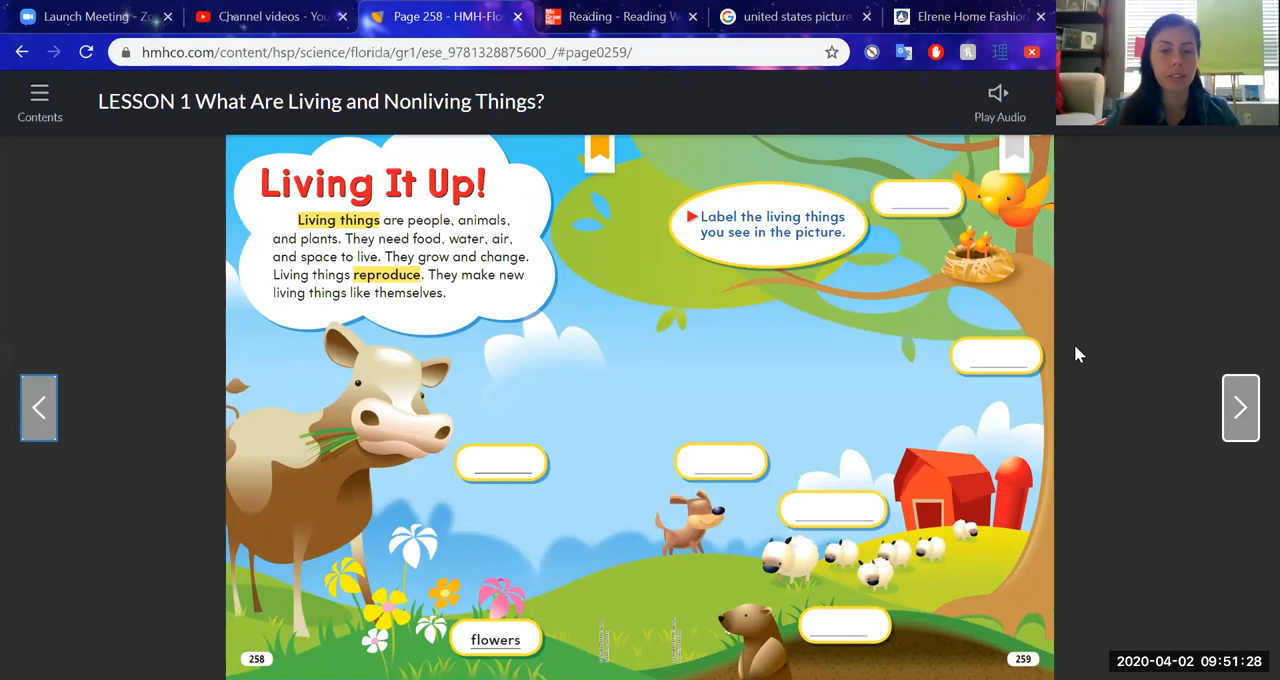 Launch Meeting - Zo
Channel videos - You
Page 258 - HMH-Flo
Reading - Reading W
united states picture
Elrene Home Fashion
hmhco.com/content/hsp/science/florida/gr1/ese_9781328875600_/#page0259/
Contents
LESSON 1 What Are Living and Nonliving Things?
Play Audio
Living It Up!
Living things are people, animals,
and plants. They need food, water, air,
and space to live. They grow and change.
Living things reproduce. They make new
living things like themselves.
Label the living things
you see in the picture.
flowers
258
259
2020-04-02 09:51:28